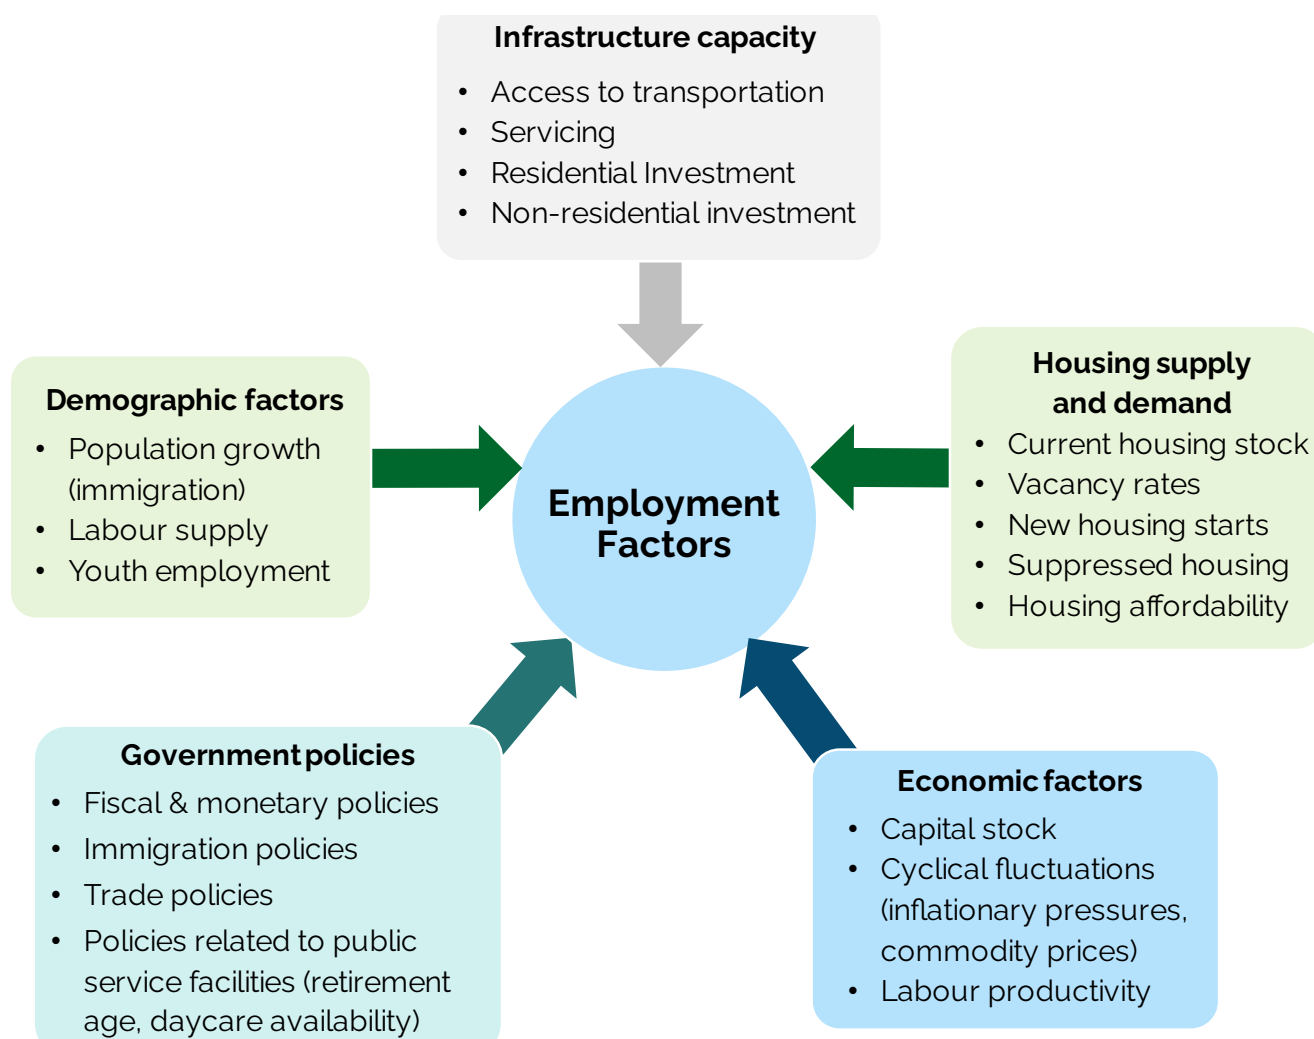 Infrastructure capacity
• Access to transportation
• Servicing
• Residential Investment
• Non-residential investment
Demographic factors
• Population growth
(immigration)
• Labour supply
• Youth employment
Employment
Factors
Housing supply
and demand
• Current housing stock
• Vacancy rates
• New housing starts
• Suppressed housing
• Housing affordability
Government policies
• Fiscal & monetary policies
• Immigration policies
• Trade policies
• Policies related to public
service facilities (retirement
age, daycare availability)
Economic factors
• Capital stock
• Cyclical fluctuations
(inflationary pressures,
commodity prices)
• Labour productivity